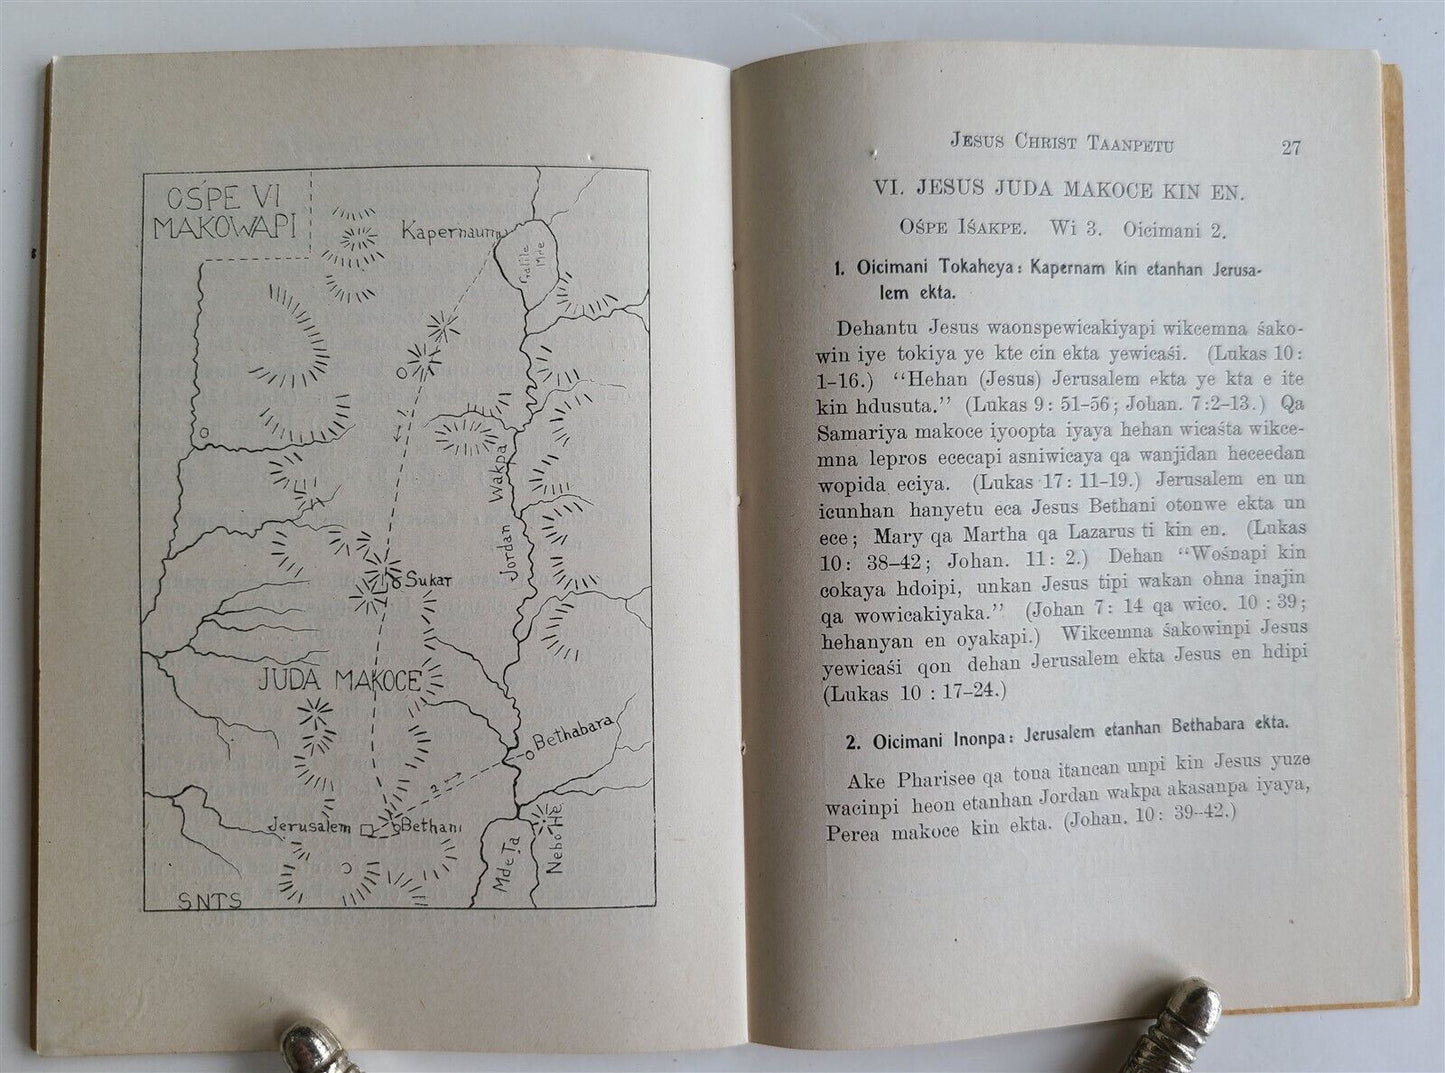 OSṔE VI
MAKOWAPI
Kapernaum
Galile
Mre
Jordan Wakpa
Sukar
JUDA MAKOCE
Bethabara
2
Jerusalem
Bethani
Mde Ta
Nebo He
SNTS
JESUS CHRIST TAANPETU 27
VI. JESUS JUDA MAKOCE KIN EN.
OŚPE IŚAKPE. Wi 3. Oicimani 2.
1. Oicimani Tokaheya: Kapernam kin etanhan Jerusa-
lem ekta.
Dehantu Jesus waonspewicakiyapi wikcemna śako-
win iye tokiya ye kte cin ekta yewicaśi. (Lukas 10:
1–16.) “Hehan (Jesus) Jerusalem ekta ye kta e ite
kin hdusuta.” (Lukas 9: 51–56; Johan. 7:2–13.) Qa
Samariya makoce iyoopta iyaya hehan wicaśta wikce-
mna lepros ececapi asniwicaya qa wanjidan heceedan
wopida eciya. (Lukas 17: 11–19.) Jerusalem en un
icunhan hanyetu eca Jesus Bethani otonwe ekta un
ece; Mary qa Martha qa Lazarus ti kin en. (Lukas
10: 38–42; Johan. 11: 2.) Dehan “Wośnapi kin
cokaya hdoipi, unkan Jesus tipi wakan ohna inajin
qa wowicakiyaka.” (Johan 7: 14 qa wico. 10 : 39;
hehanyan en oyakapi.) Wikcemna śakowinpi Jesus
yewicaśi qon dehan Jerusalem ekta Jesus en hdipi
(Lukas 10 : 17–24.)
2. Oicimani Inonpa: Jerusalem etanhan Bethabara ekta.
Ake Pharisee qa tona itancan unpi kin Jesus yuze
wacinpi heon etanhan Jordan wakpa akasanpa iyaya,
Perea makoce kin ekta. (Johan. 10: 39–42.)